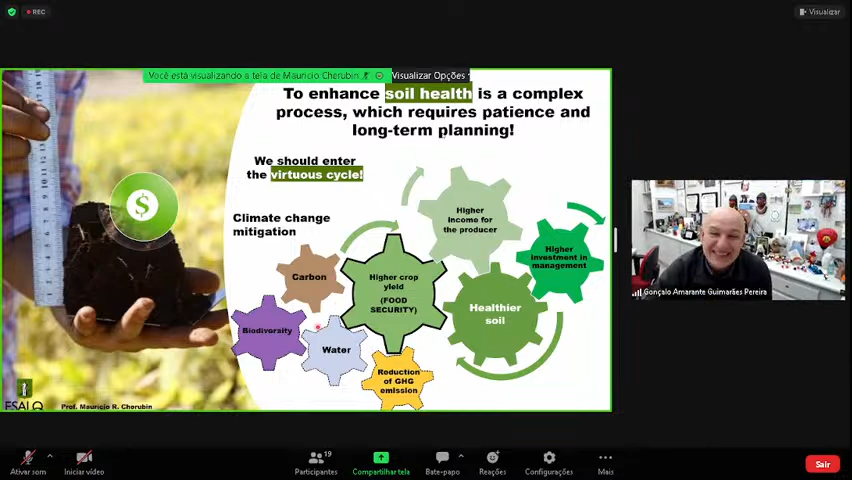 REC
Visualizar
Você está visualizando a tela de Mauricio Cherubin
Visualizar Opções
To enhance soil health is a complex
process, which requires patience and
long-term planning!
We should enter
the virtuous cycle!
Climate change
mitigation
$
Carbon
Biodiversity
Water
Reduction
of GHG
emission
Higher crop
yield
(FOOD
SECURITY)
Higher
income for
the producer
Higher
investment in
management
Healthier
soil
ESALQ
Prof. Mauricio R. Cherubin
Gonçalo Amarante Guimarães Pereira
Ativar som
Iniciar vídeo
19
Participantes
Compartilhar tela
Bate-papo
Reações
Configurações
Mais
Sair